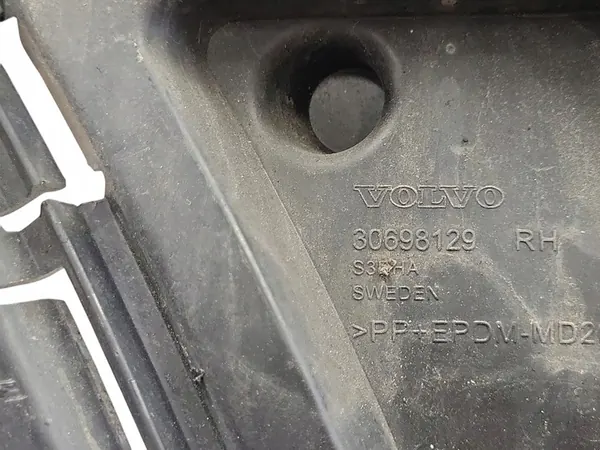 VOLVO
30698129 RH
SWEDEN
>PP+EPDM-MD2